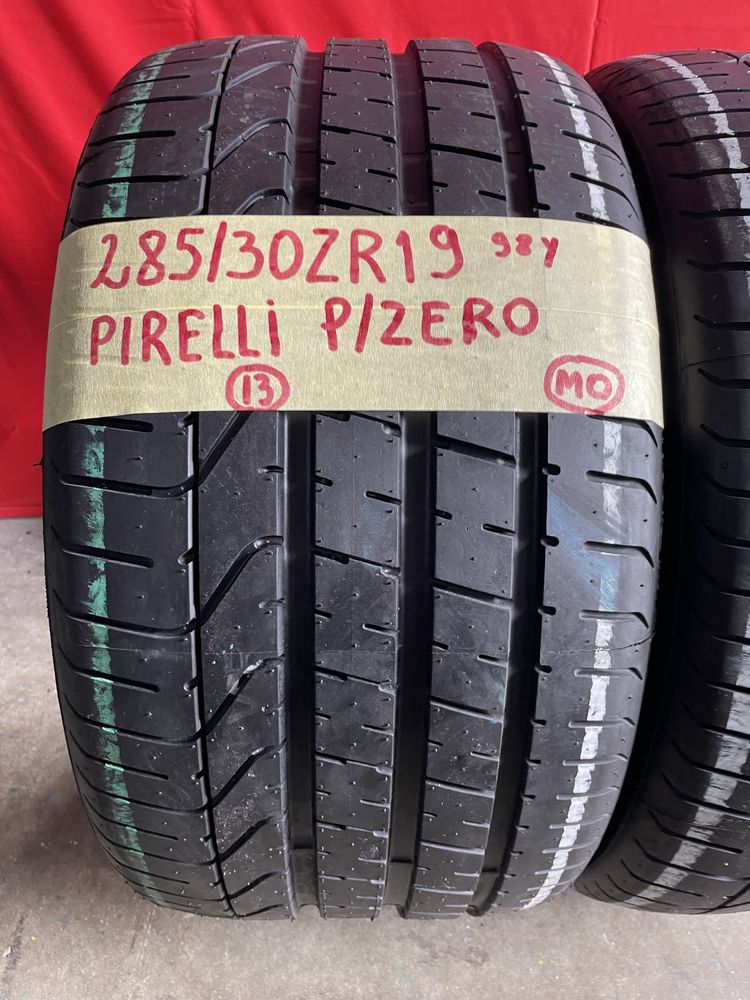 285/30ZR19 98Y
PIRELLi P/ZERO
13 MO